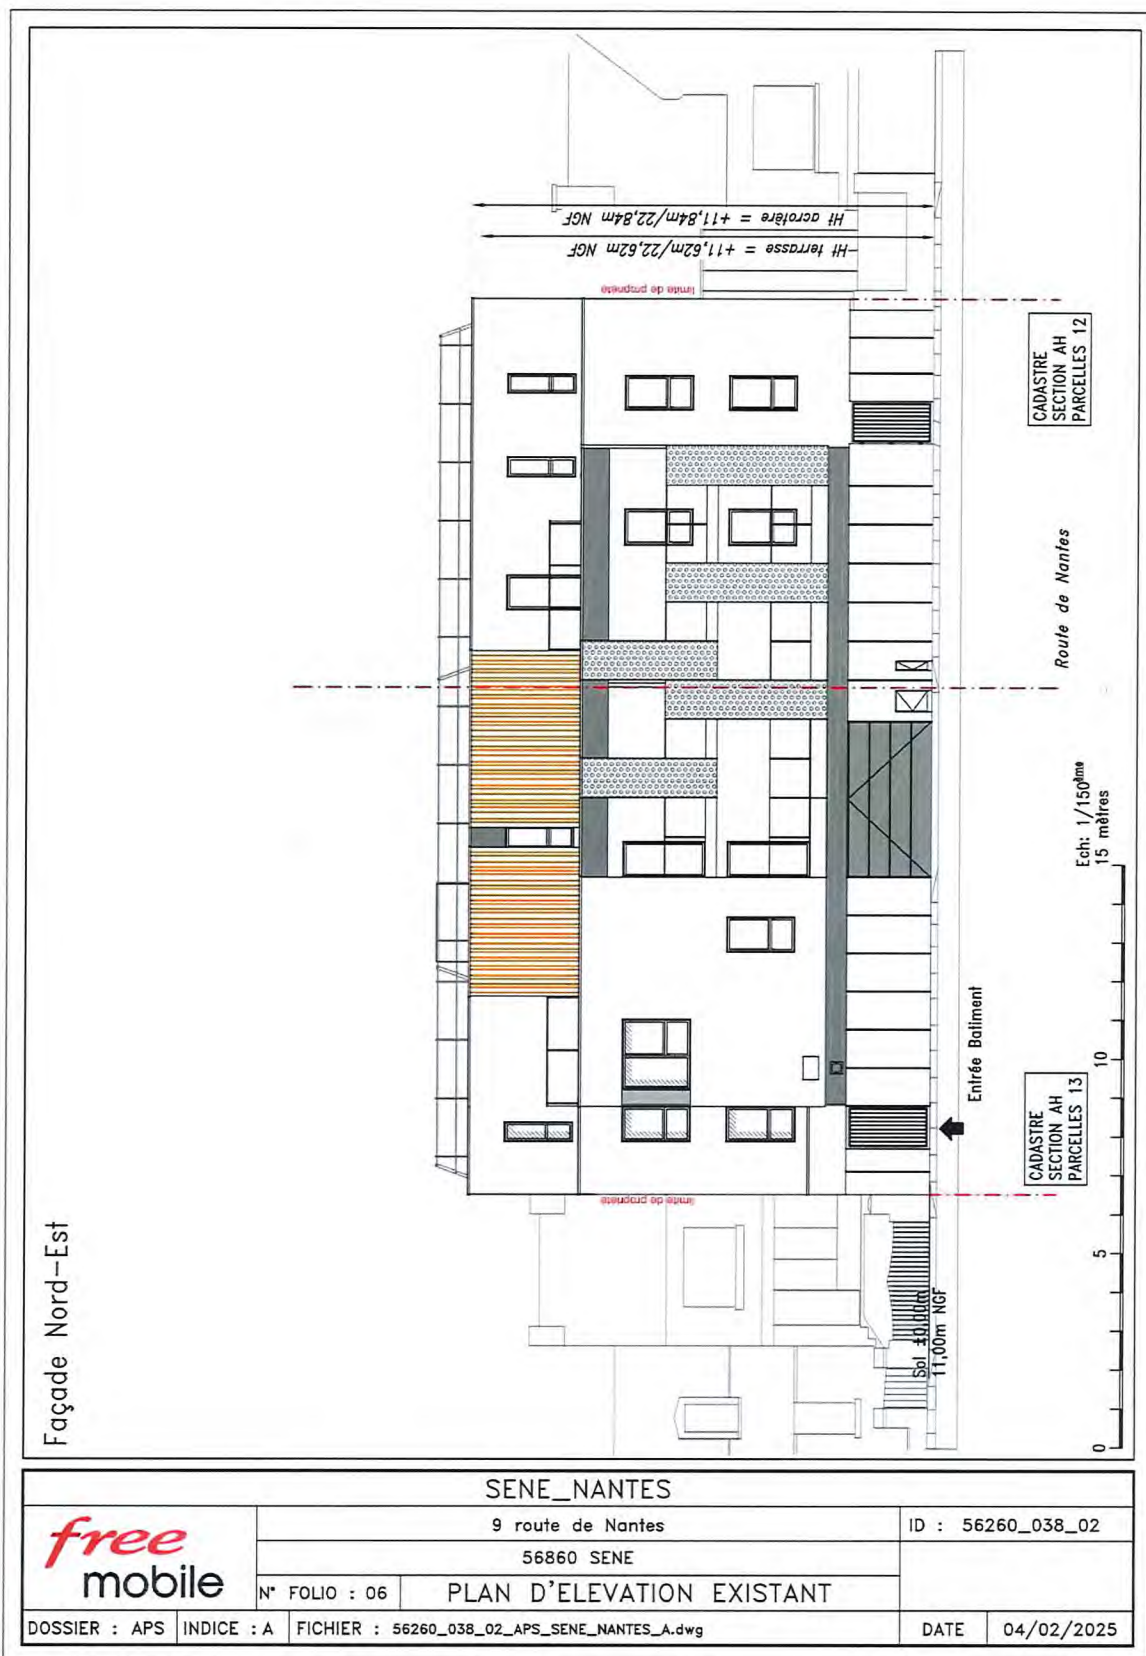 Façade Nord-Est
Ht acrotère = +11,84m/22,84m NGF
Ht terrasse = +11,62m/22,62m NGF
limite de propriété
CADASTRE
SECTION AH
PARCELLES 12
Route de Nantes
Ech: 1/150ème
15 mètres
10
5
0
Entrée Batiment
CADASTRE
SECTION AH
PARCELLES 13
limite de propriété
Sol ±0,00m
11,00m NGF
SENE_NANTES
free
mobile
9 route de Nantes
ID : 56260_038_02
56860 SENE
N° FOLIO : 06
PLAN D'ELEVATION EXISTANT
DOSSIER : APS
INDICE : A
FICHIER : 56260_038_02_APS_SENE_NANTES_A.dwg
DATE
04/02/2025